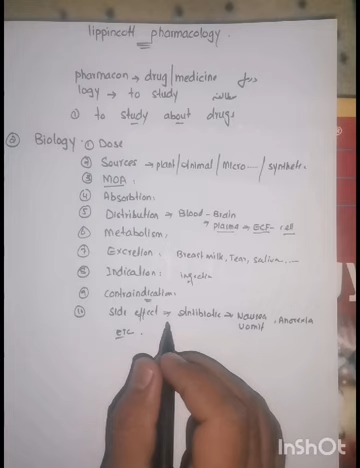 lippincott pharmacology.
pharmacon → drug/medicine
logy → to study
① to study about drugs
② Biology: ① Dose
② Sources → plant/animal/micro-/synthetic.
③ MOA:
④ Absorption:
⑤ Distribution → Blood-Brain
→ plasma → ECF- cell
⑥ Metabolism:
⑦ Excretion: Breast milk, Tear, saliva, ---
⑧ Indication:
⑨ Contraindication:
⑩ Side effect → Antibiotic → Nausea, Anorexia
vomit
ETC.
InShOt